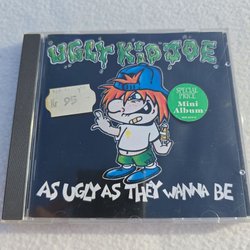 UGLY KID JOE
SPECIAL
PRICE
Mini
Album
AS UGLY AS THEY WANNA BE